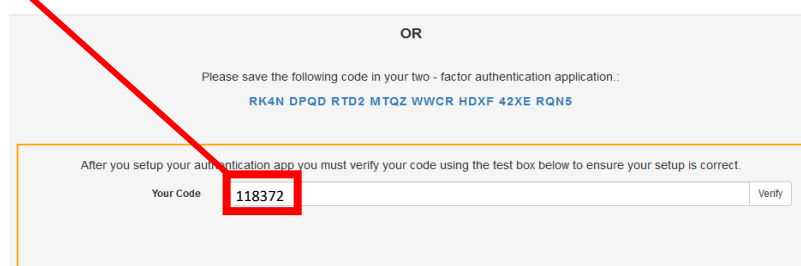 OR
Please save the following code in your two - factor authentication application.:
RK4N DPQD RTD2 MTQZ WWCR HDXF 42XE RQN5
After you setup your authentication app you must verify your code using the test box below to ensure your setup is correct.
Your Code 118372 Verify